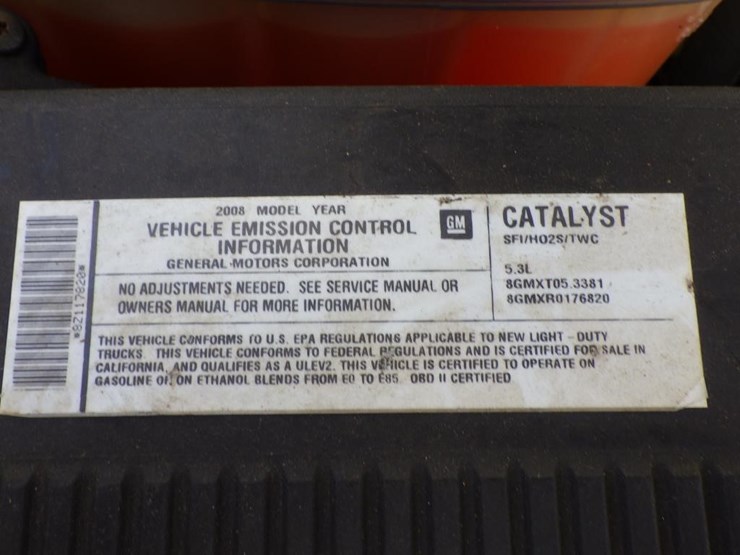 2008 MODEL YEAR
VEHICLE EMISSION CONTROL
INFORMATION
GENERAL MOTORS CORPORATION
GM
CATALYST
SFI/HO2S/TWC
5.3L
8GMXT05.3381
8GMXR0176820
NO ADJUSTMENTS NEEDED. SEE SERVICE MANUAL OR
OWNERS MANUAL FOR MORE INFORMATION.
THIS VEHICLE CONFORMS TO U.S. EPA REGULATIONS APPLICABLE TO NEW LIGHT - DUTY
TRUCKS THIS VEHICLE CONFORMS TO FEDERAL REGULATIONS AND IS CERTIFIED FOR SALE IN
CALIFORNIA, AND QUALIFIES AS A ULEV2. THIS VEHICLE IS CERTIFIED TO OPERATE ON
GASOLINE OR ON ETHANOL BLENDS FROM E0 TO E85. OBD II CERTIFIED
*82117820*